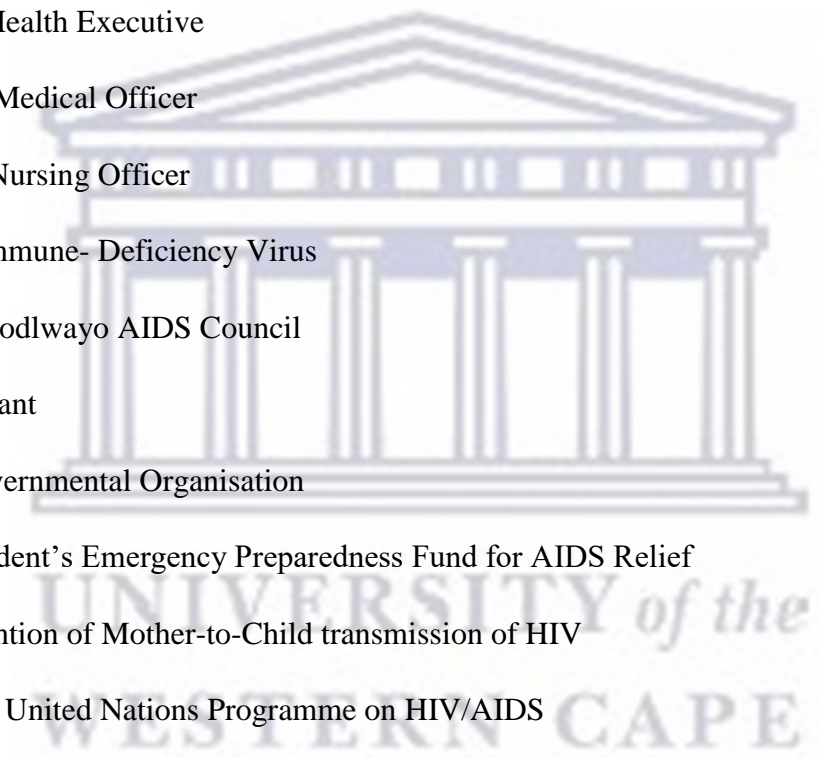 Health Executive
Medical Officer
Nursing Officer
mmune- Deficiency Virus
odlwayo AIDS Council
ant
vernmental Organisation
dent’s Emergency Preparedness Fund for AIDS Relief
UNIVERSITY of the
ntion of Mother-to-Child transmission of HIV
United Nations Programme on HIV/AIDS
WESTERN CAPE